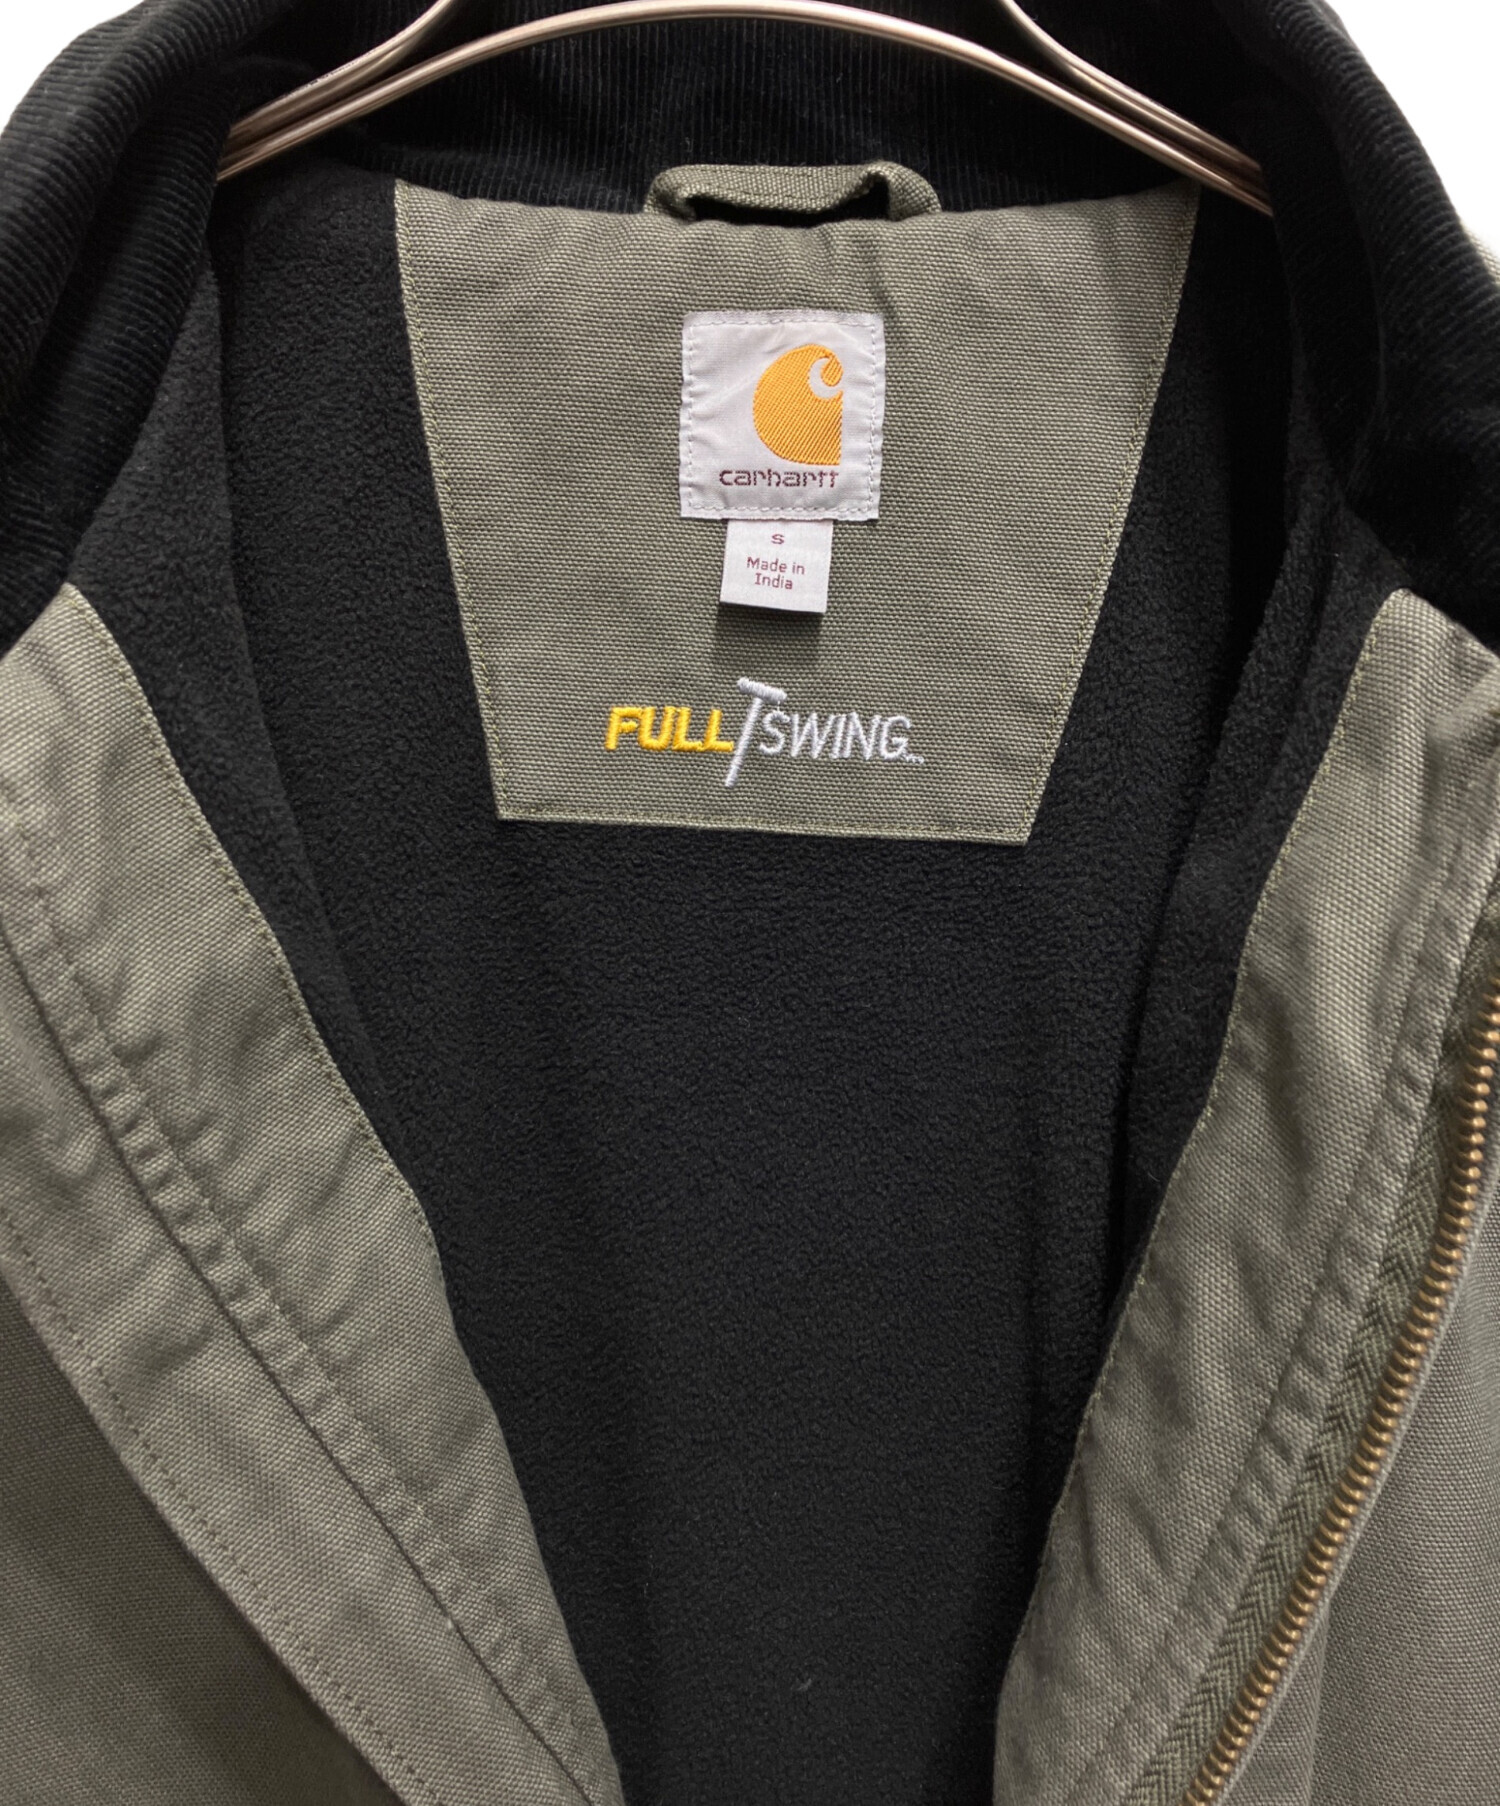 carhartt
S
Made in
India
FULL SWING